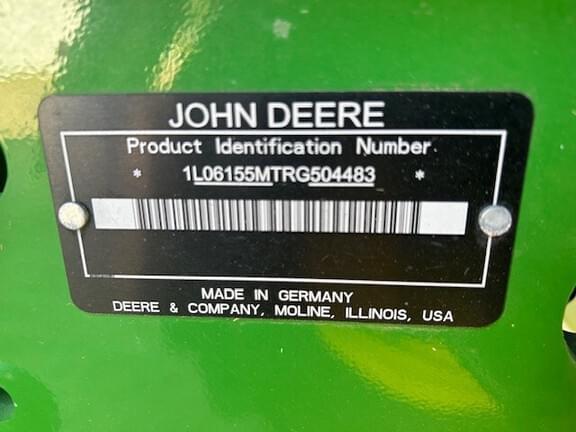 JOHN DEERE
Product Identification Number
* 1L06155MTRG504483 *
MADE IN GERMANY
DEERE & COMPANY, MOLINE, ILLINOIS, USA